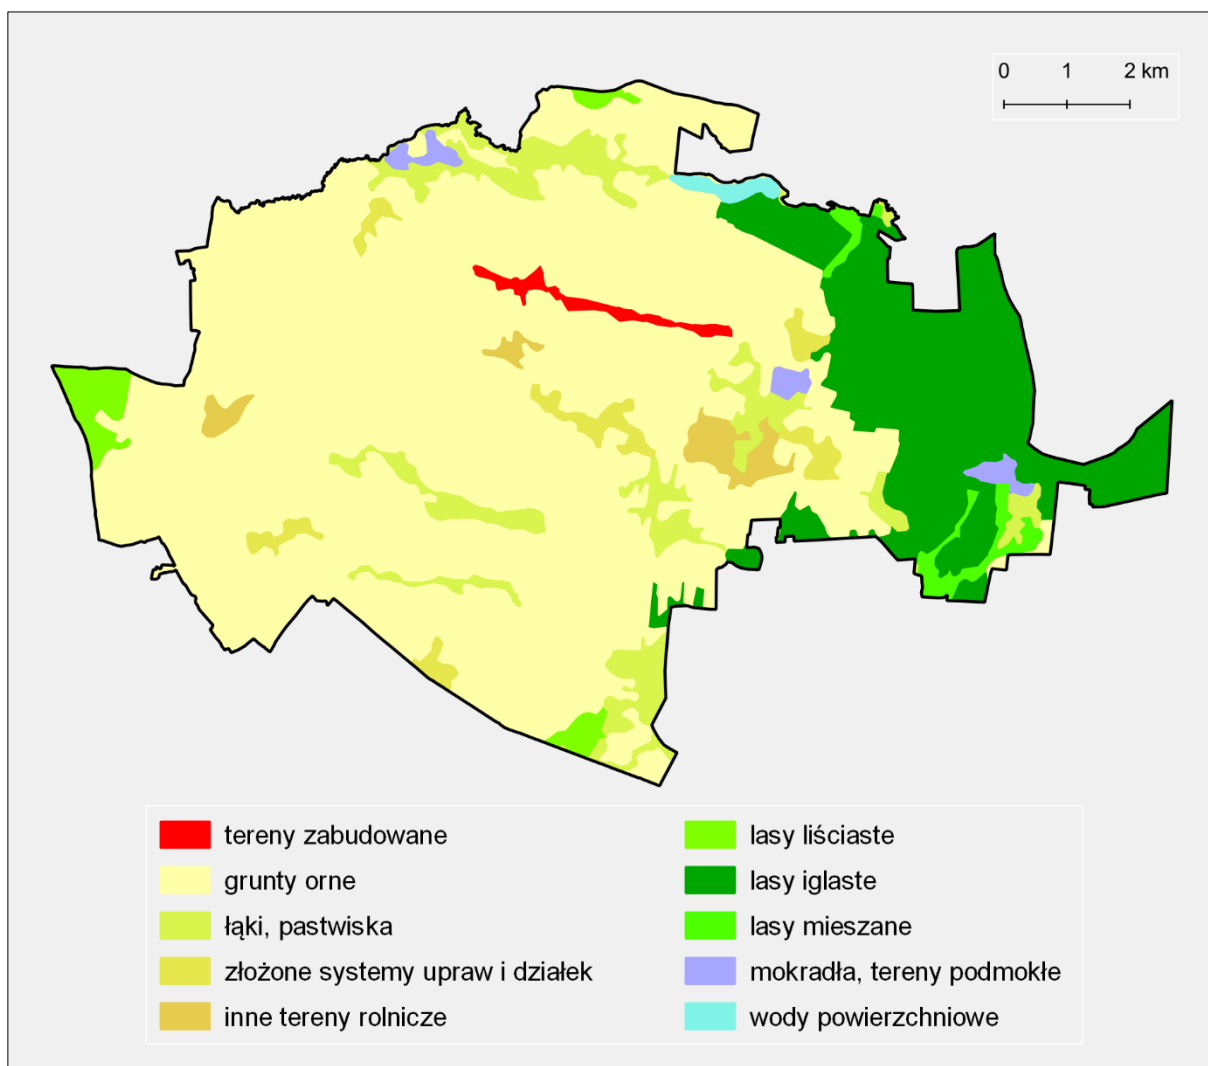 0 1 2 km
tereny zabudowane
grunty orne
łąki, pastwiska
złożone systemy upraw i działek
inne tereny rolnicze
lasy liściaste
lasy iglaste
lasy mieszane
mokradła, tereny podmokłe
wody powierzchniowe